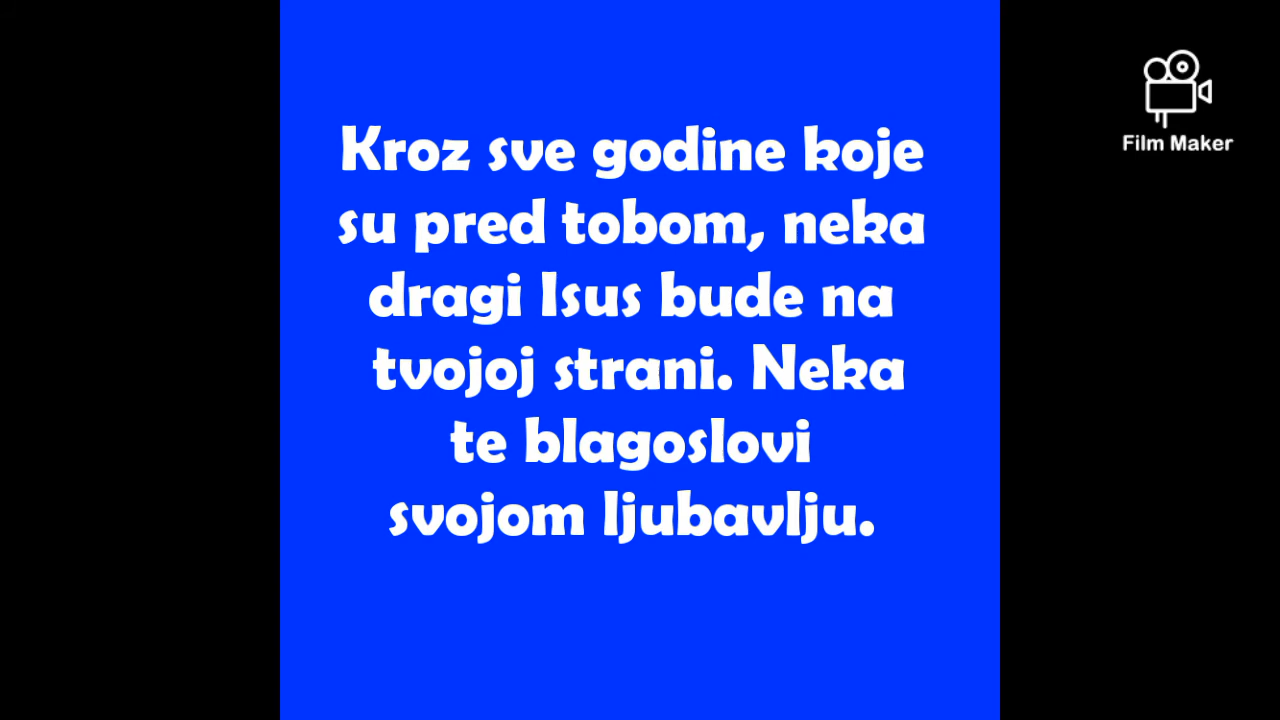 Kroz sve godine koje
su pred tobom, neka
dragi Isus bude na
tvojoj strani. Neka
te blagoslovi
svojom ljubavlju.
Film Maker